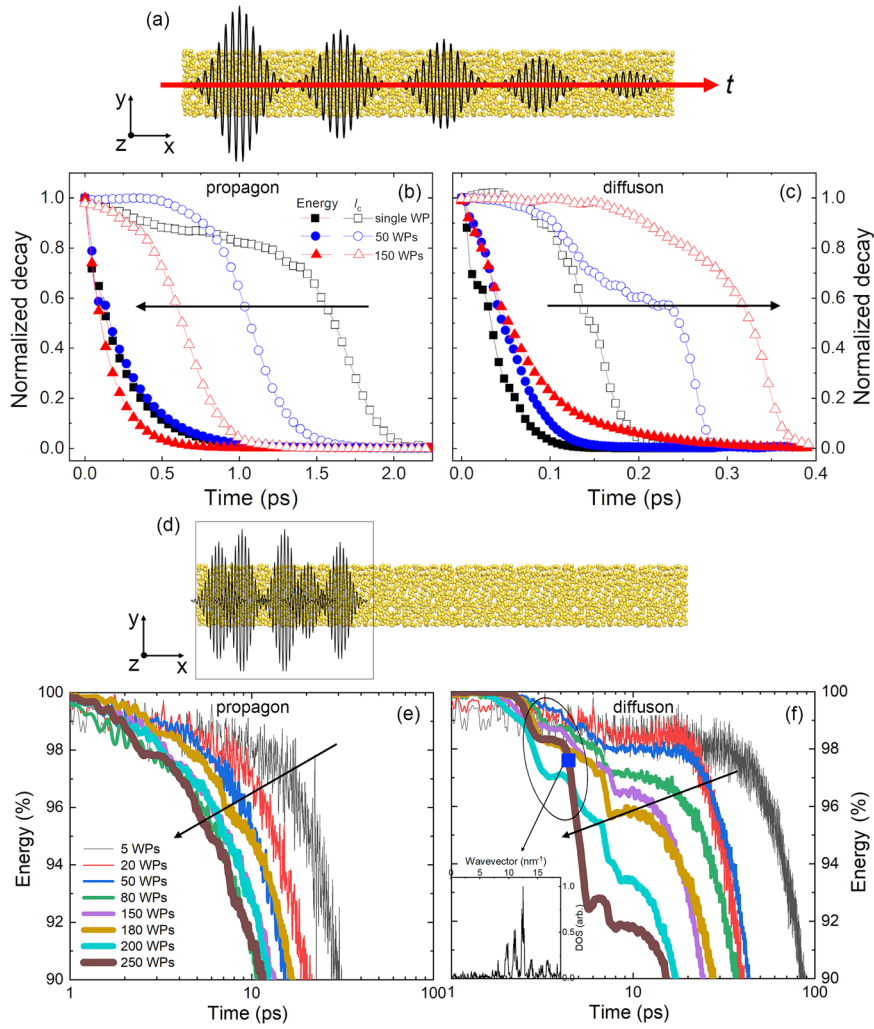 (a)
t
y
z
x
propagon
(b)
Energy
l c
single WP
50 WPs
150 WPs
Normalized decay
1.0
0.8
0.6
0.4
0.2
0.0
0.0
0.5
1.0
1.5
2.0
Time (ps)
diffuson
(c)
1.0
0.8
0.6
0.4
0.2
0.0
Normalized decay
0.0
0.1
0.2
0.3
0.4
Time (ps)
(d)
y
z
x
propagon
(e)
Energy (%)
100
98
96
94
92
90
5 WPs
20 WPs
50 WPs
80 WPs
150 WPs
180 WPs
200 WPs
250 WPs
1
10
100
Time (ps)
diffuson
(f)
100
98
96
94
92
90
Energy (%)
Wavevector (nm-1)
0
5
10
15
1.0
0.5
0.0
DOS (arb.)
1
10
100
Time (ps)